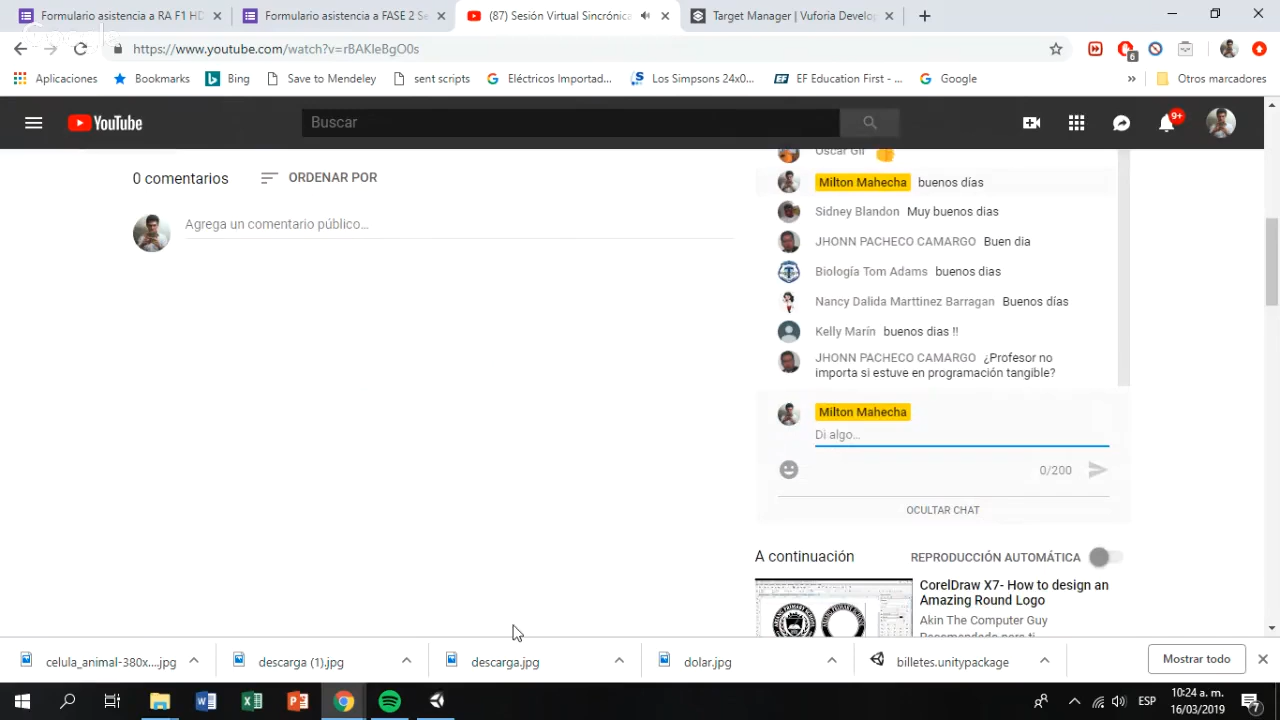 Formulario asistencia a RA F1 HD
Formulario asistencia a FASE 2 Se
(87) Sesión Virtual Sincrónica
Target Manager | Vuforia Develop
https://www.youtube.com/watch?v=rBAKleBgO0s
6
Aplicaciones
Bookmarks
Bing
Save to Mendeley
sent scripts
Eléctricos Importad...
Los Simpsons 24x0...
EF Education First - ...
Google
»
Otros marcadores
YouTube
Buscar
9+
0 comentarios
ORDENAR POR
Agrega un comentario público...
Oscar Gil
Milton Mahecha buenos días
Sidney Blandon Muy buenos dias
JHONN PACHECO CAMARGO Buen dia
Biología Tom Adams buenos dias
Nancy Dalida Marttinez Barragan Buenos días
Kelly Marín buenos dias !!
JHONN PACHECO CAMARGO ¿Profesor no
importa si estuve en programación tangible?
Milton Mahecha
Di algo...
0/200
OCULTAR CHAT
A continuación
REPRODUCCIÓN AUTOMÁTICA
CorelDraw X7- How to design an
Amazing Round Logo
Akin The Computer Guy
celula_animal-380x....jpg
descarga (1).jpg
descarga.jpg
dolar.jpg
billetes.unitypackage
Mostrar todo
ESP
10:24 a. m.
16/03/2019
7